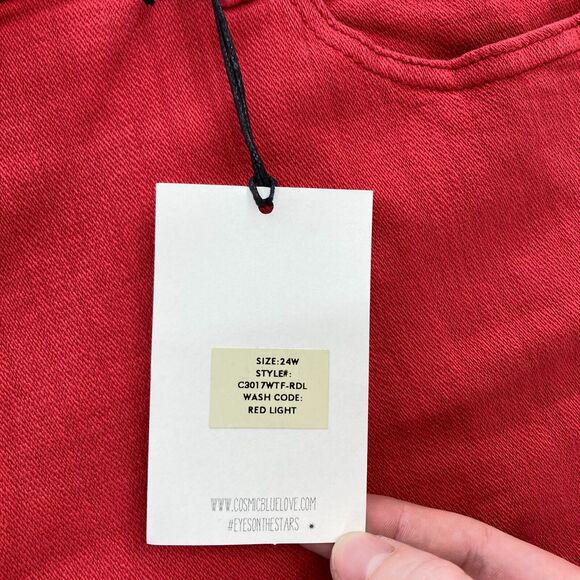 SIZE:24W
STYLE#:
C3017WTF-RDL
WASH CODE:
RED LIGHT
WWW.COSMICBLUELOVE.COM
#EYESONTHESTARS